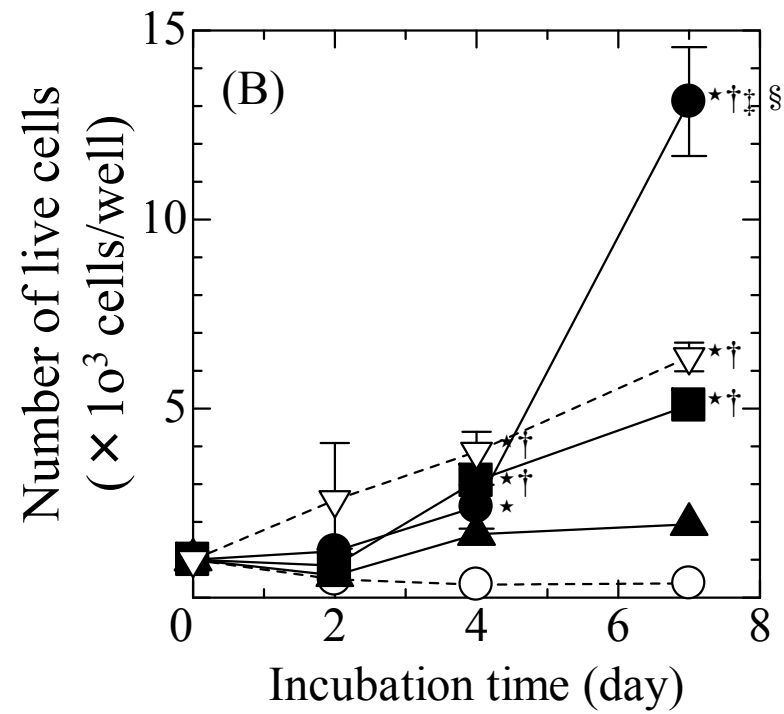 15
(B)
★†‡ §
Number of live cells
(×10³ cells/well)
10
★†
★†
5
★†
★†
★
0 2 4 6 8
Incubation time (day)